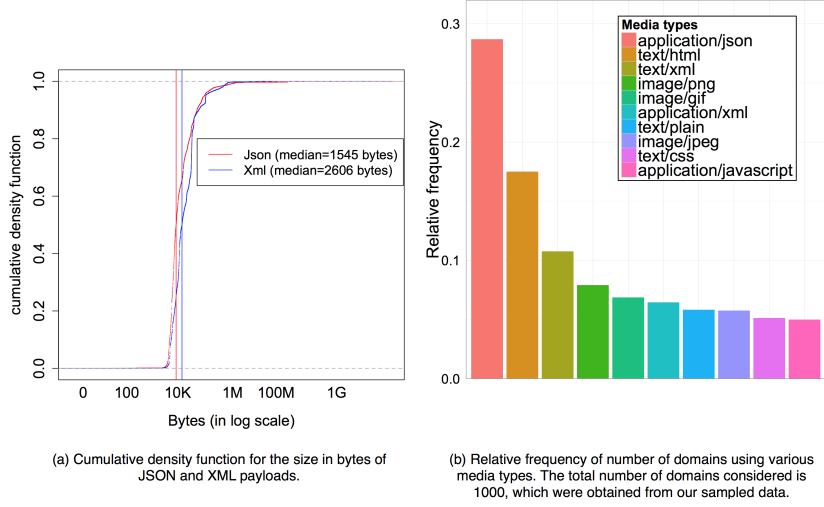 cumulative density function
1.0
0.8
0.6
0.4
0.2
0.0
Json (median=1545 bytes)
Xml (median=2606 bytes)
0 100 10K 1M 100M 1G
Bytes (in log scale)
(a) Cumulative density function for the size in bytes of
JSON and XML payloads.
Relative frequency
0.3
0.2
0.1
0.0
Media types
application/json
text/html
text/xml
image/png
image/gif
application/xml
text/plain
image/jpeg
text/css
application/javascript
(b) Relative frequency of number of domains using various
media types. The total number of domains considered is
1000, which were obtained from our sampled data.